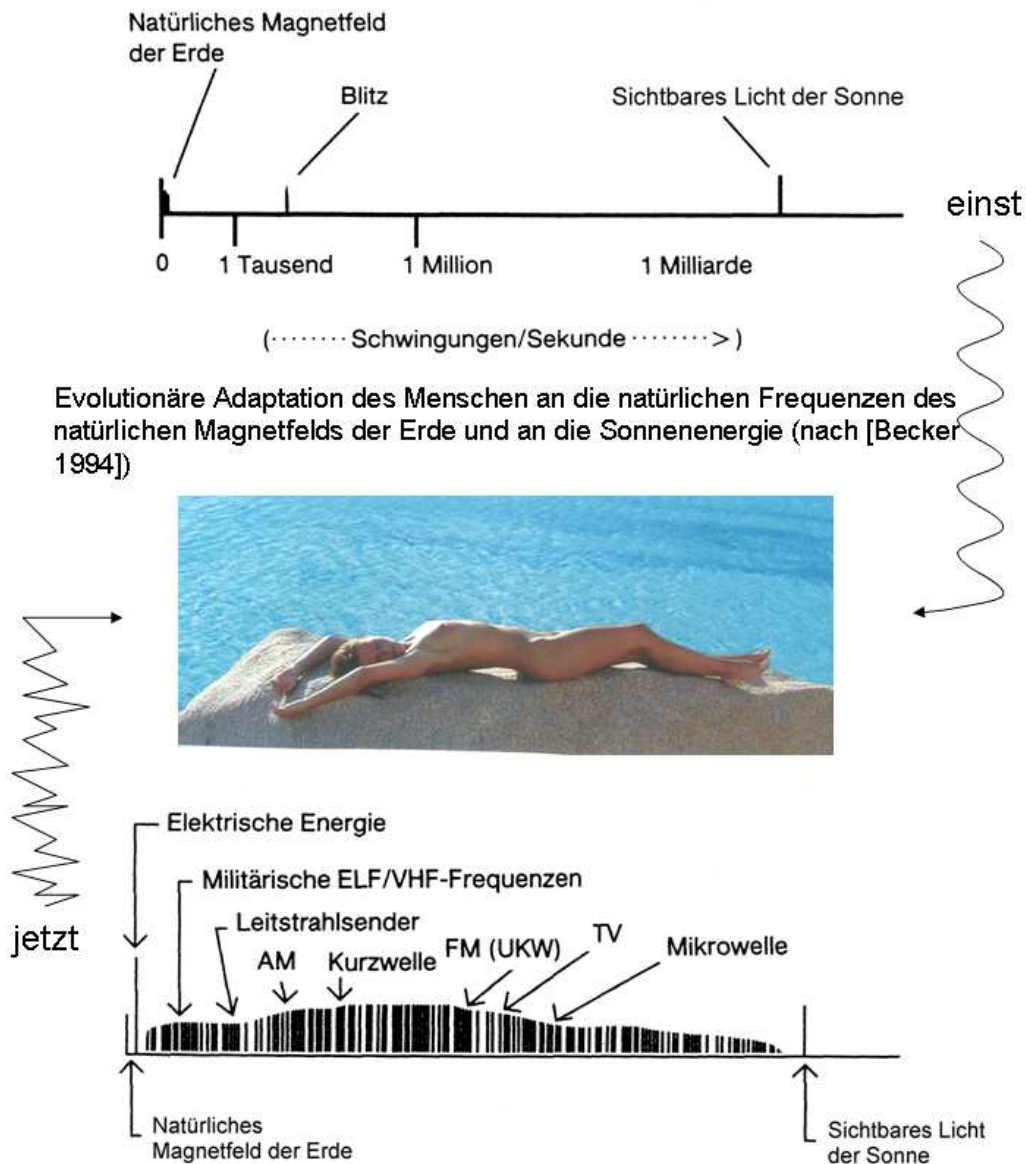 Natürliches Magnetfeld
der Erde
Blitz
Sichtbares Licht der Sonne
einst
0
1 Tausend
1 Million
1 Milliarde
(········ Schwingungen/Sekunde ········>)
Evolutionäre Adaptation des Menschen an die natürlichen Frequenzen des
natürlichen Magnetfelds der Erde und an die Sonnenenergie (nach [Becker
1994])
Elektrische Energie
Militärische ELF/VHF-Frequenzen
jetzt
Leitstrahlsender
AM
Kurzwelle
FM (UKW)
TV
Mikrowelle
Natürliches
Magnetfeld der Erde
Sichtbares Licht
der Sonne